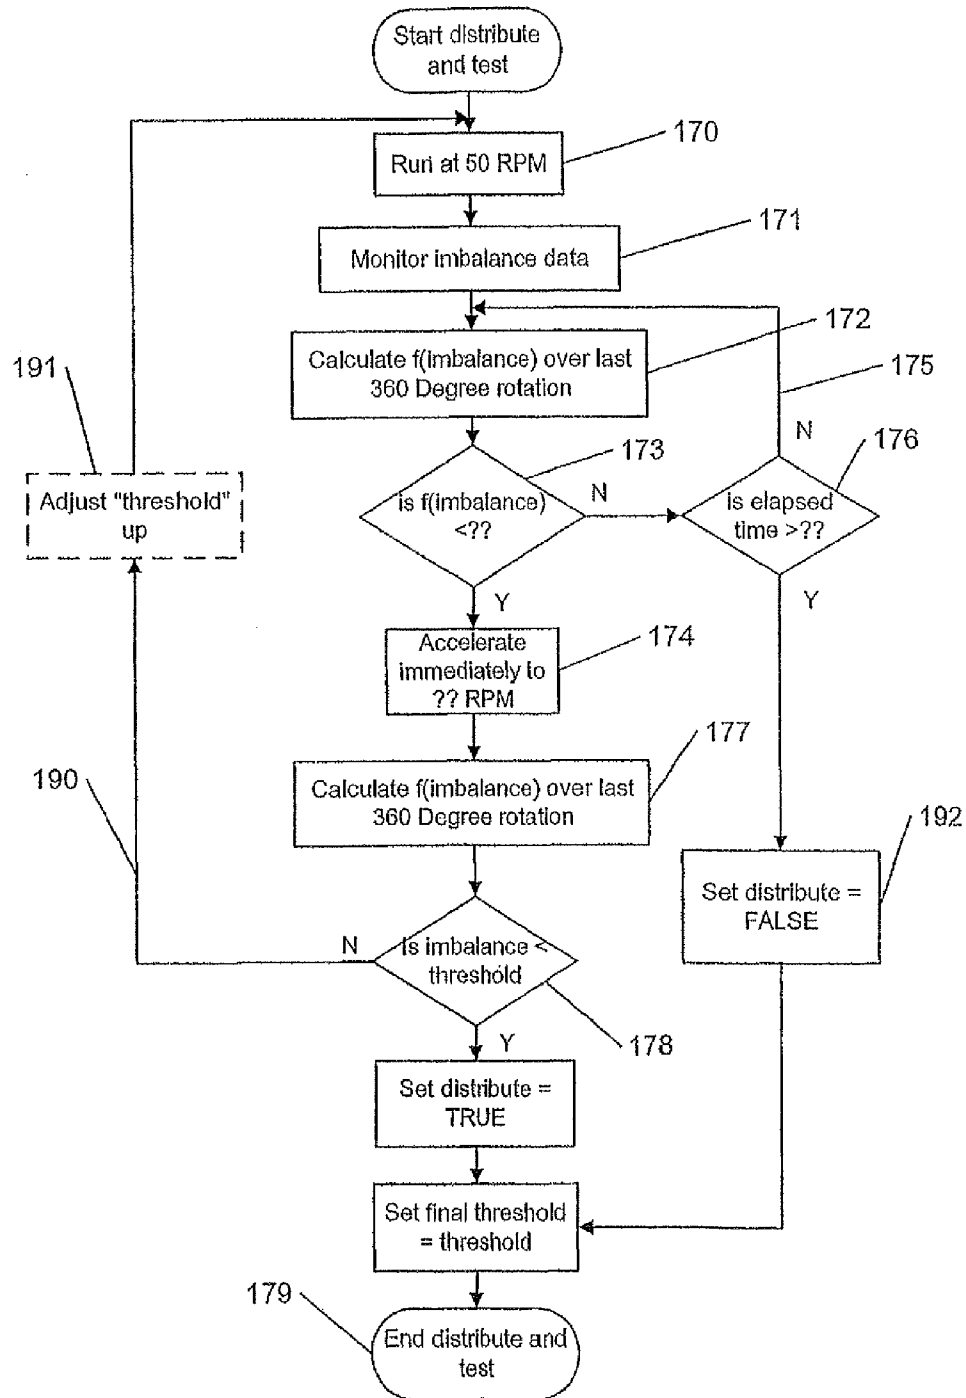 Start distribute
and test
170
Run at 50 RPM
171
Monitor imbalance data
172
Calculate f(imbalance) over last
360 Degree rotation
175
191
Adjust "threshold"
up
173
is f(imbalance)
<??
N
N
176
is elapsed
time >??
Y
Y
174
Accelerate
immediately to
?? RPM
177
Calculate f(imbalance) over last
360 Degree rotation
190
192
Set distribute =
FALSE
N
is imbalance <
threshold
178
Y
Set distribute =
TRUE
Set final threshold
= threshold
179
End distribute and
test